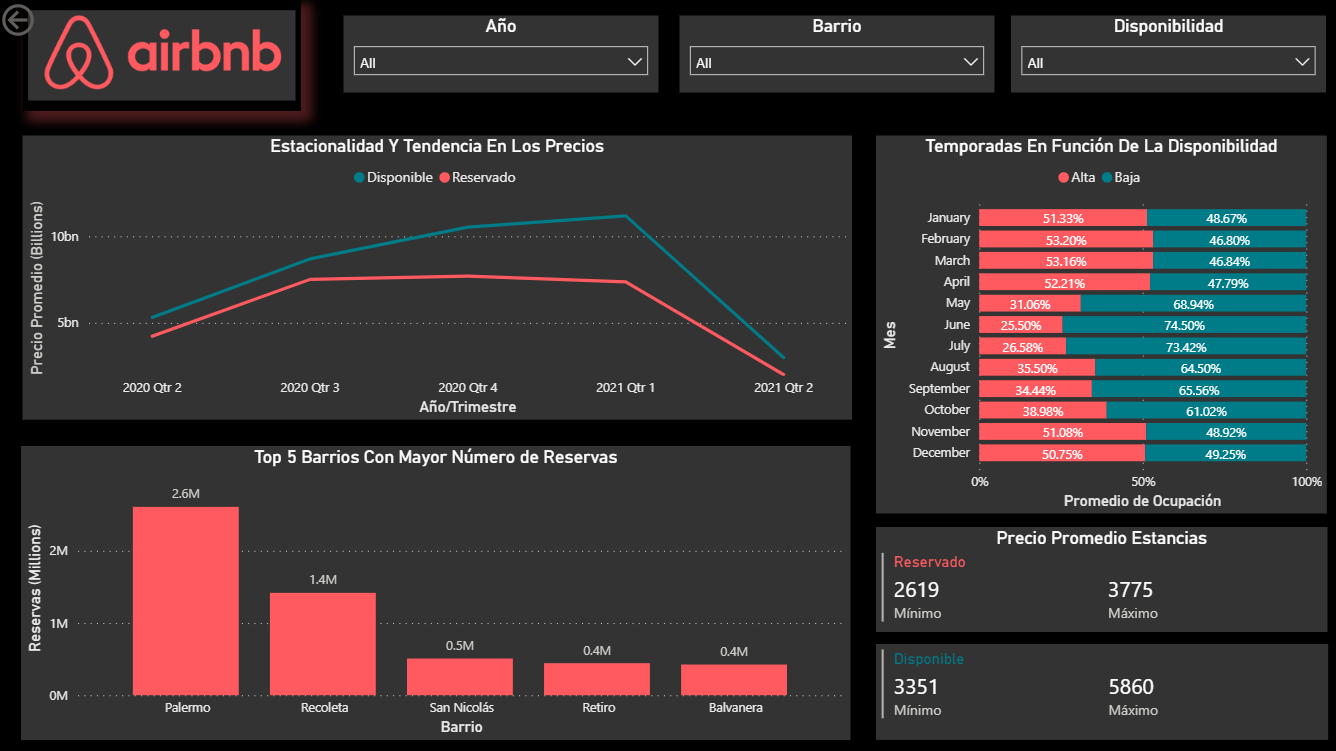 airbnb
Año
All
Barrio
All
Disponibilidad
All
Estacionalidad Y Tendencia En Los Precios
Disponible Reservado
Precio Promedio (Billions)
10bn
5bn
2020 Qtr 2 2020 Qtr 3 2020 Qtr 4 2021 Qtr 1 2021 Qtr 2
Año/Trimestre
Temporadas En Función De La Disponibilidad
Alta Baja
Mes
January 51.33% 48.67%
February 53.20% 46.80%
March 53.16% 46.84%
April 52.21% 47.79%
May 31.06% 68.94%
June 25.50% 74.50%
July 26.58% 73.42%
August 35.50% 64.50%
September 34.44% 65.56%
October 38.98% 61.02%
November 51.08% 48.92%
December 50.75% 49.25%
0% 50% 100%
Promedio de Ocupación
Top 5 Barrios Con Mayor Número de Reservas
Reservas (Millions)
2M
1M
0M
2.6M
1.4M
0.5M
0.4M
0.4M
Palermo Recoleta San Nicolás Retiro Balvanera
Barrio
Precio Promedio Estancias
Reservado
2619 3775
Mínimo Máximo
Disponible
3351 5860
Mínimo Máximo